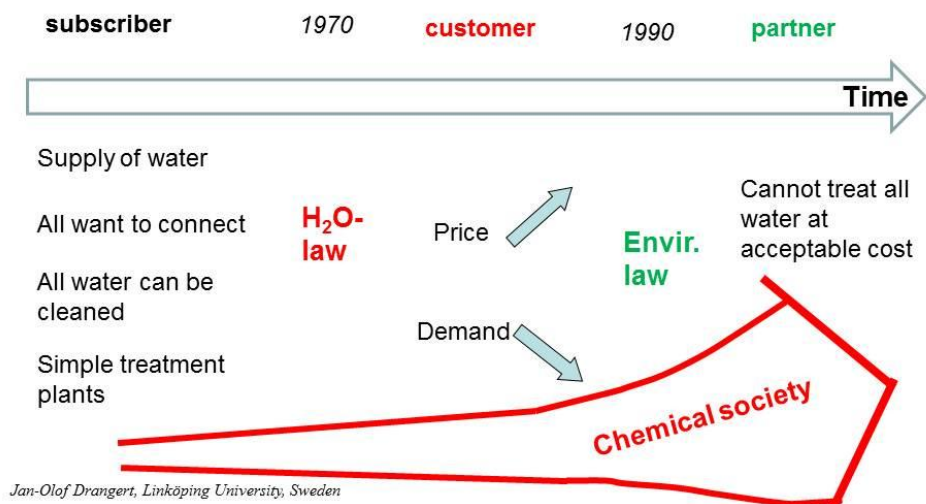 subscriber 1970 customer 1990 partner
Time
Supply of water
All want to connect
All water can be
cleaned
Simple treatment
plants
H₂O-
law
Price
Demand
Envir.
law
Cannot treat all
water at
acceptable cost
Chemical society
Jan-Olof Drangert, Linköping University, Sweden